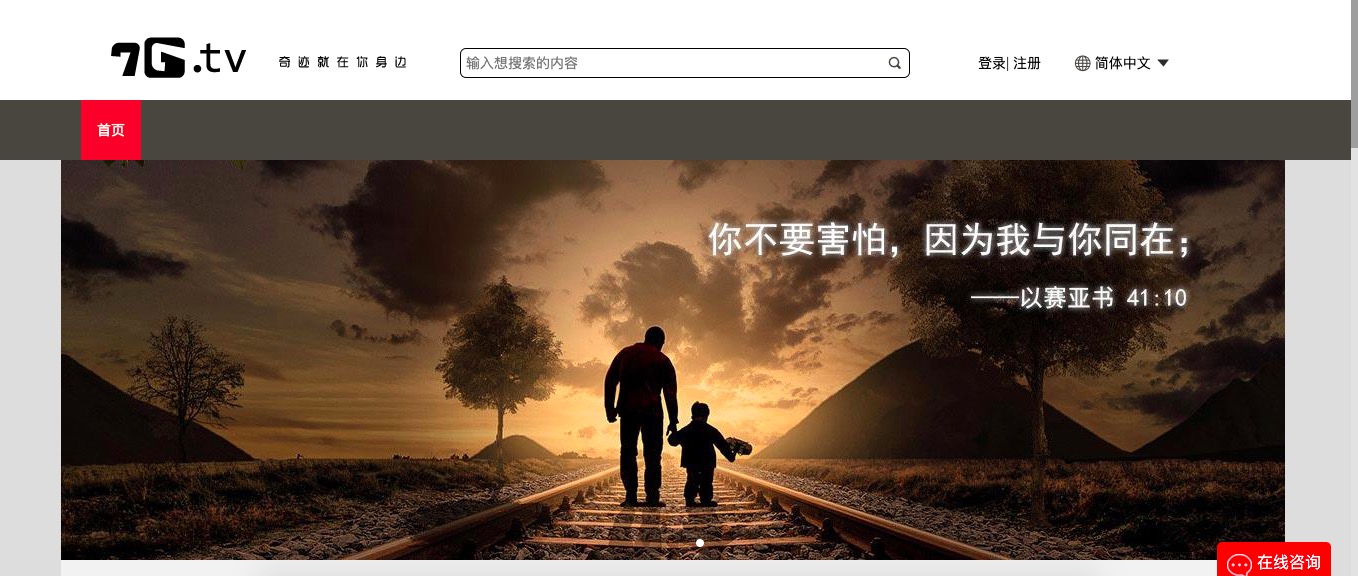 7G.tv
奇迹就在你身边
输入想搜索的内容
登录| 注册
简体中文
首页
你不要害怕，因为我与你同在；
——以赛亚书 41:10
在线咨询